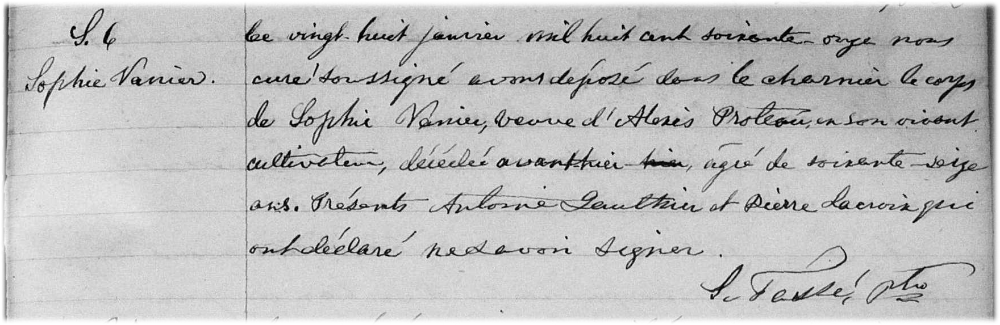 S. 6
Sophie Vanier.
Le vingt-huit janvier mil huit cent soixante-onze nous
curé soussigné avons déposé dans le charnier le corps
de Sophie Vanier, veuve d'Alexis Proteau, en son vivant
cultivateur, décédée avant-hier hier, âgée de soixante-seize
ans. Présents Antoine Gauthier et Pierre Lacroix qui
ont déclaré ne savoir signer.
S. Tassé, ptre